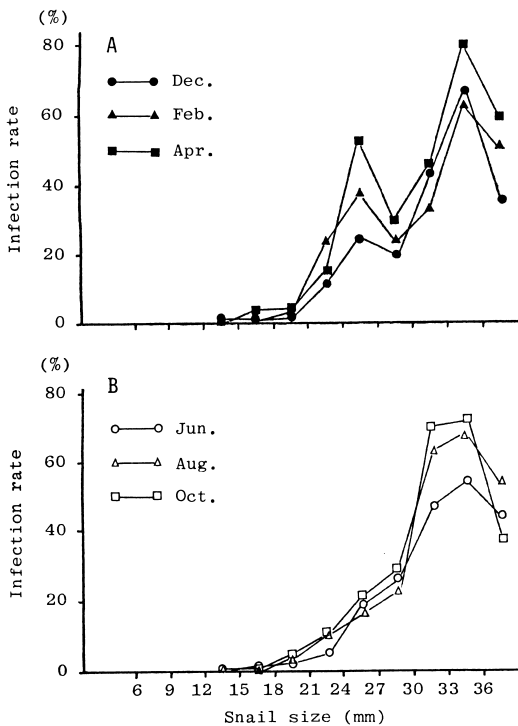 (%)
A
80
Dec.
Feb.
60
Apr.
Infection rate
40
20
0
(%)
B
80
Jun.
Aug.
60
Oct.
Infection rate
40
20
0
6 9 12 15 18 21 24 27 30 33 36
Snail size (mm)